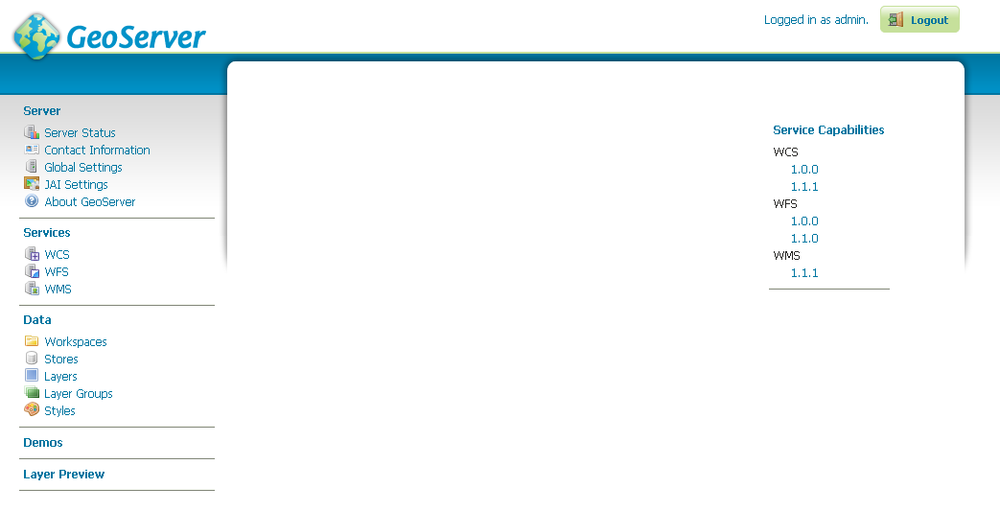 GeoServer
Logged in as admin.
Logout
Server
Server Status
Contact Information
Global Settings
JAI Settings
About GeoServer
Services
WCS
WFS
WMS
Data
Workspaces
Stores
Layers
Layer Groups
Styles
Demos
Layer Preview
Service Capabilities
WCS
1.0.0
1.1.1
WFS
1.0.0
1.1.0
WMS
1.1.1